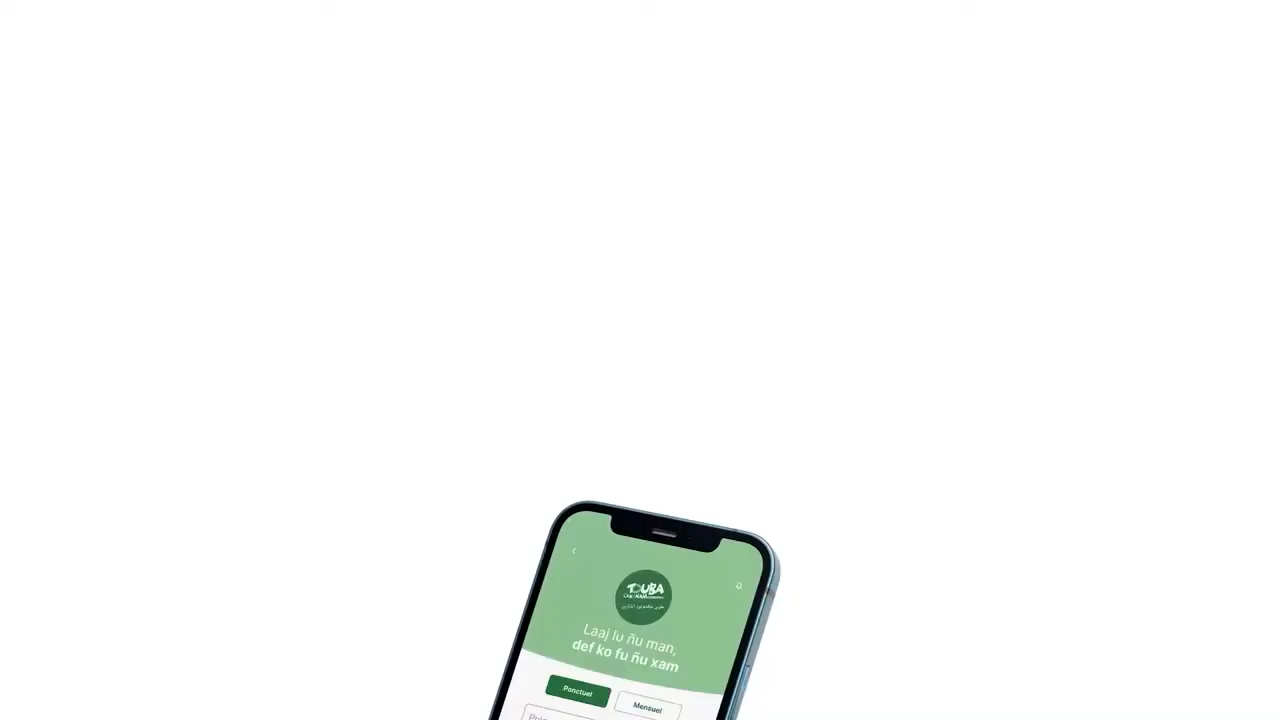 TOUBA
Laaj lu ñu man,
def ko fu ñu xam
Ponctuel
Mensuel